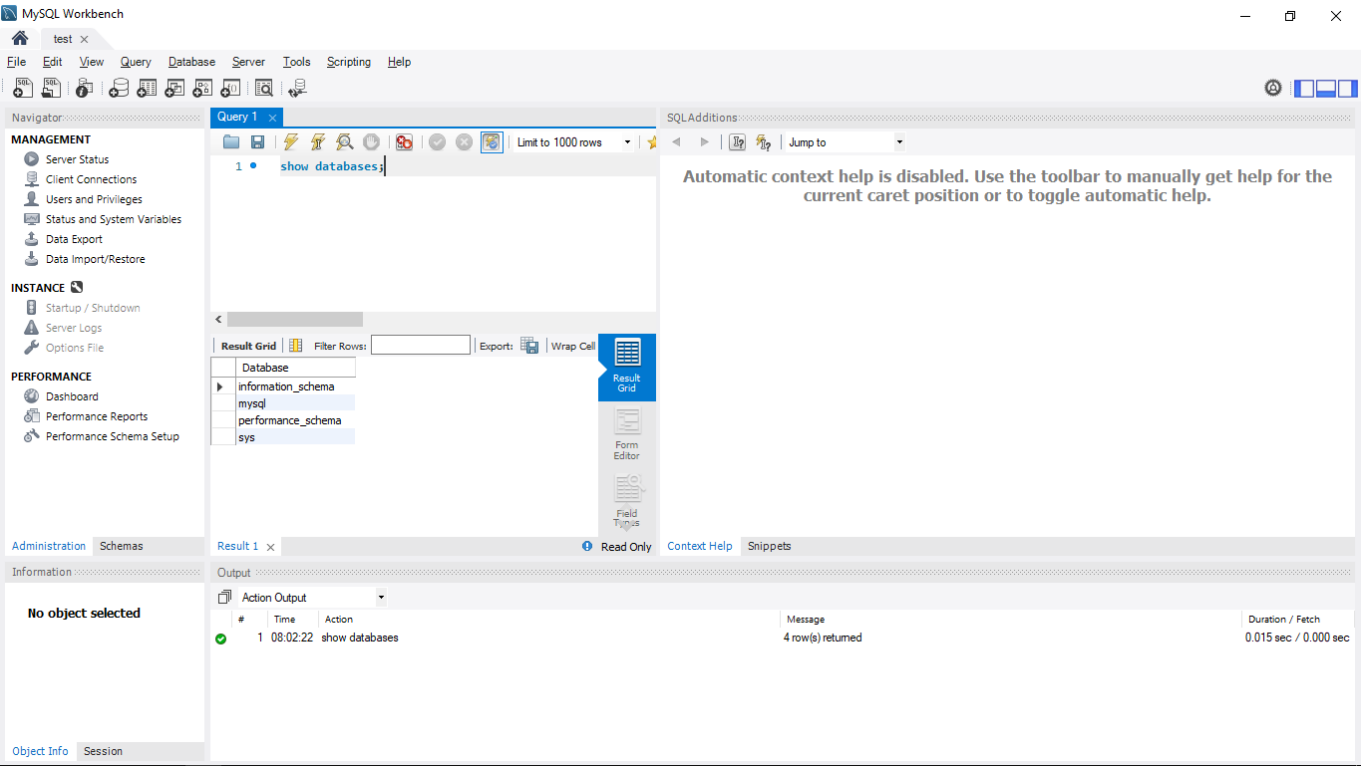 MySQL Workbench
test
File Edit View Query Database Server Tools Scripting Help
Navigator
MANAGEMENT
Server Status
Client Connections
Users and Privileges
Status and System Variables
Data Export
Data Import/Restore
INSTANCE
Startup / Shutdown
Server Logs
Options File
PERFORMANCE
Dashboard
Performance Reports
Performance Schema Setup
Administration Schemas
Query 1
Limit to 1000 rows
1 show databases;
Result Grid Filter Rows: Export: Wrap Cell
Database
information_schema
mysql
performance_schema
sys
Result
Grid
Form
Editor
Field
Types
Result 1 Read Only
SQLAdditions
Jump to
Automatic context help is disabled. Use the toolbar to manually get help for the
current caret position or to toggle automatic help.
Context Help Snippets
Information
No object selected
Object Info Session
Output
Action Output
# Time Action Message Duration / Fetch
1 08:02:22 show databases 4 row(s) returned 0.015 sec / 0.000 sec